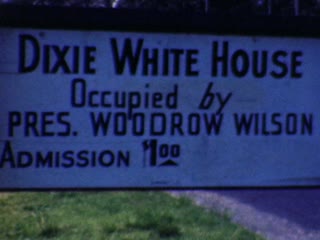 DIXIE WHITE HOUSE
Occupied by
PRES. WOODROW WILSON
ADMISSION $1.00